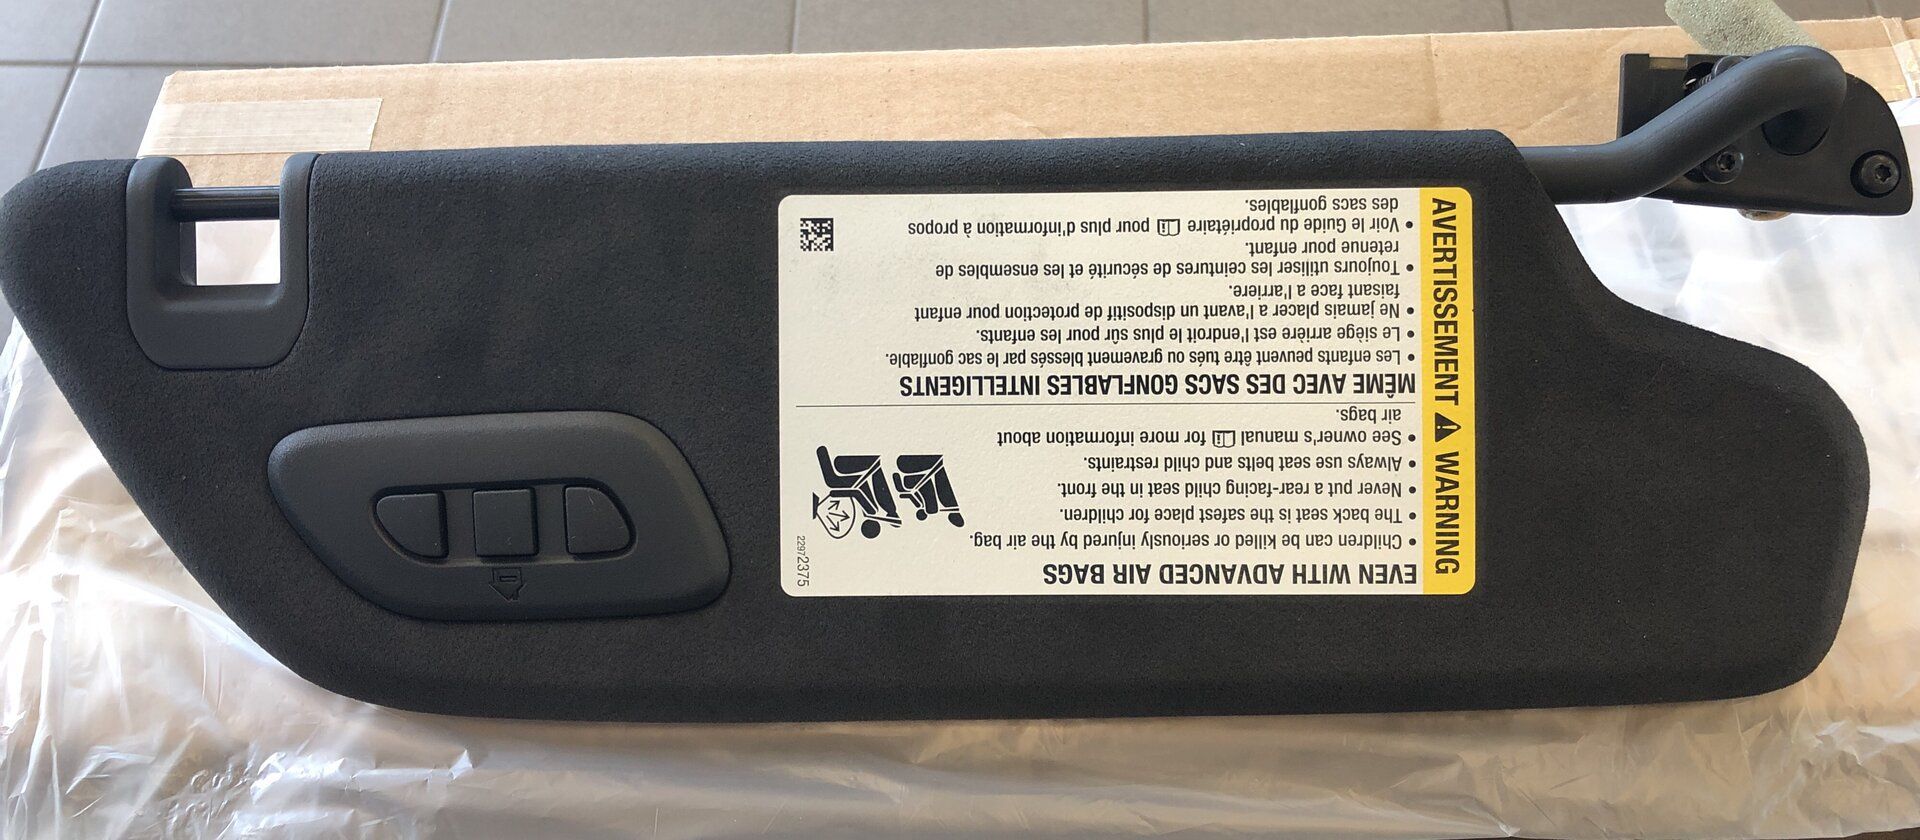 AVERTISSEMENT ⚠ WARNING
EVEN WITH ADVANCED AIR BAGS
• Children can be killed or seriously injured by the air bag.
• The back seat is the safest place for children.
• Never put a rear-facing child seat in the front.
• Always use seat belts and child restraints.
• See owner's manual for more information about
air bags.
MÊME AVEC DES SACS GONFLABLES INTELLIGENTS
• Les enfants peuvent être tués ou gravement blessés par le sac gonflable.
• Le siège arrière est l'endroit le plus sûr pour les enfants.
• Ne jamais placer a l'avant un dispositif de protection pour enfant
faisant face a l'arriere.
• Toujours utiliser les ceintures de sécurité et les ensembles de
retenue pour enfant.
• Voir le Guide du propriétaire pour plus d'information à propos
des sacs gonflables.
22972375